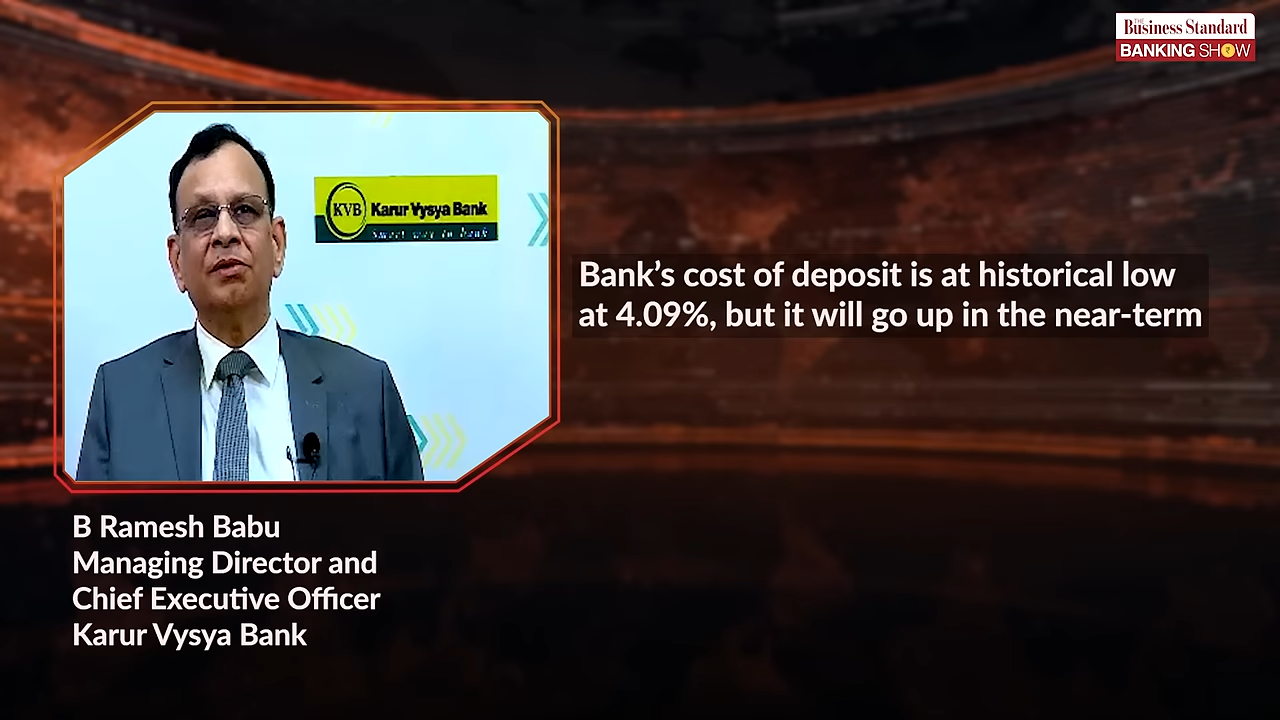 THE
Business Standard
BANKING SHOW
KVB Karur Vysya Bank
Smart way to bank
Bank's cost of deposit is at historical low
at 4.09%, but it will go up in the near-term
B Ramesh Babu
Managing Director and
Chief Executive Officer
Karur Vysya Bank